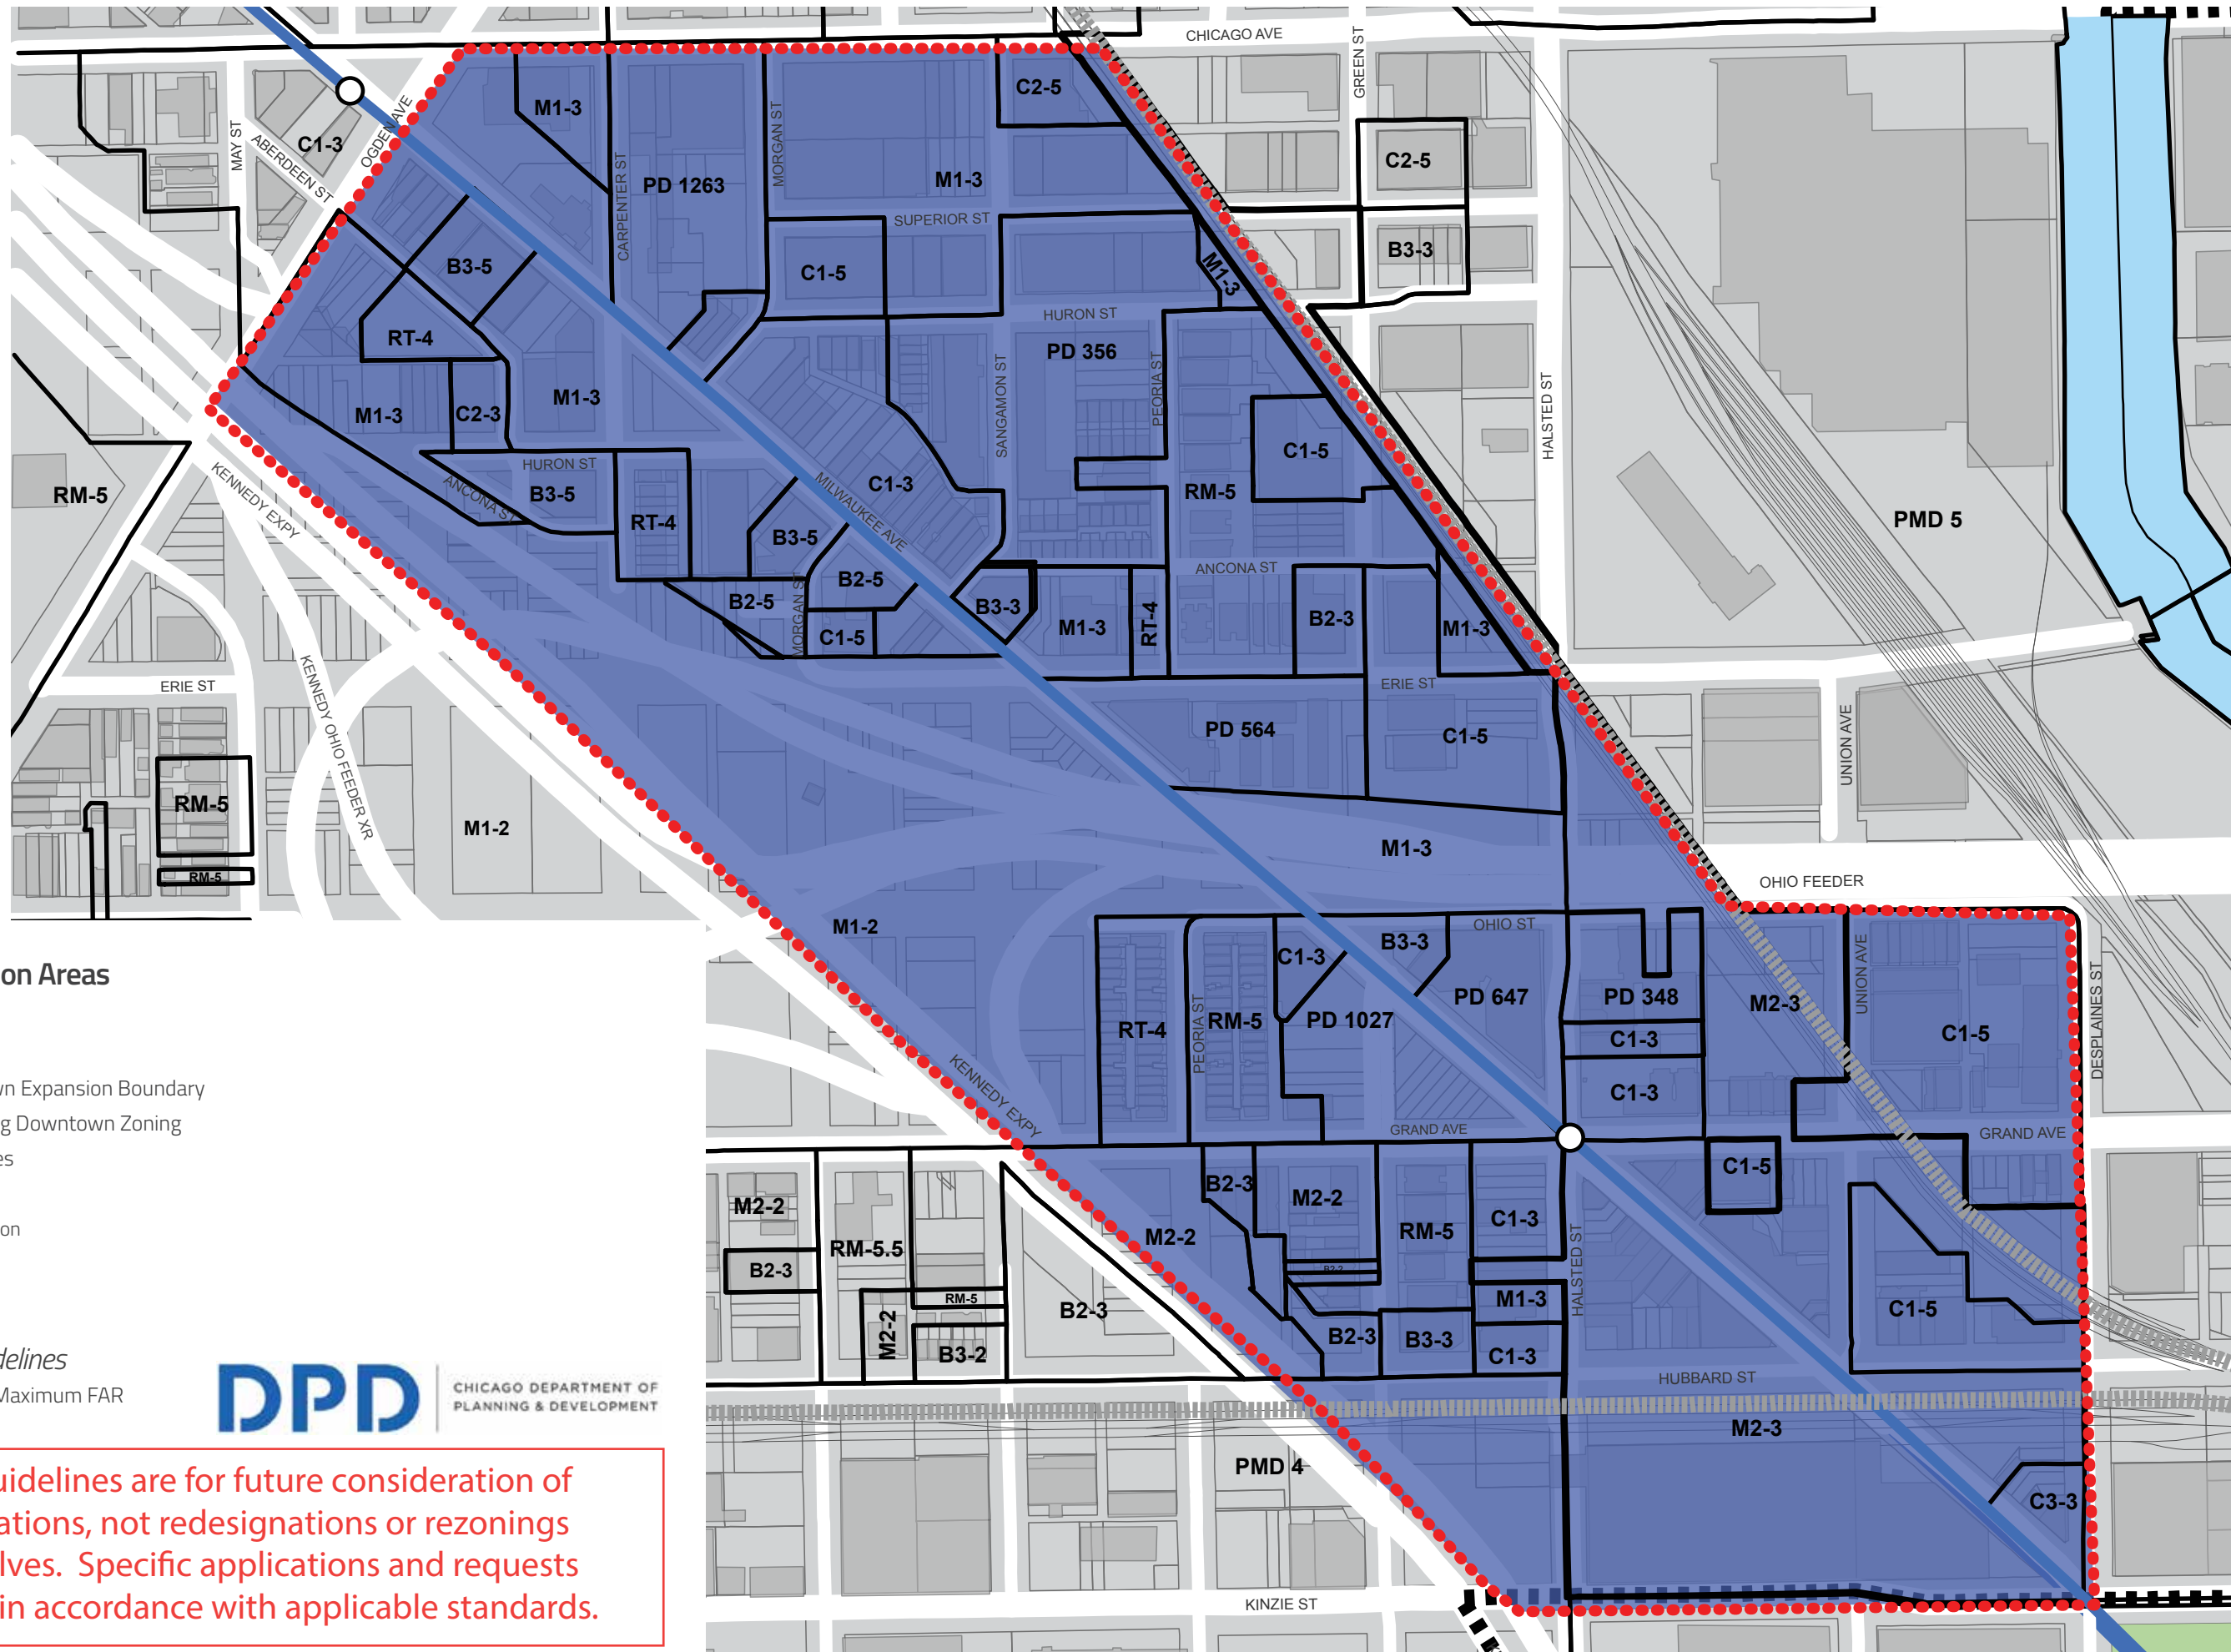 CHICAGO AVE
GREEN ST
C2-5
M1-3
MORGAN ST
OGDEN AVE
C1-3
MAY ST
ABERDEEN ST
CARPENTER ST
PD 1263
M1-3
C2-5
SUPERIOR ST
B3-3
B3-5
C1-5
M1-3
HURON ST
RT-4
PD 356
PEORIA ST
SANGAMON ST
HALSTED ST
M1-3
C2-3
M1-3
C1-5
HURON ST
KENNEDY EXPY
ANCONA ST
B3-5
RM-5
MILWAUKEE AVE
C1-3
RM-5
PMD 5
RT-4
B3-5
ANCONA ST
B2-5
B2-5
MORGAN ST
C1-5
B3-3
M1-3
RT-4
B2-3
M1-3
ERIE ST
KENNEDY OHIO FEEDER XR
ERIE ST
PD 564
C1-5
UNION AVE
RM-5
M1-2
M1-3
RM-5
OHIO FEEDER
M1-2
OHIO ST
B3-3
C1-3
UNION AVE
on Areas
PD 647
PD 348
M2-3
RT-4
PEORIA ST
RM-5
PD 1027
C1-3
C1-5
DESPLAINES ST
KENNEDY EXPY
C1-3
wn Expansion Boundary
g Downtown Zoning
GRAND AVE
GRAND AVE
es
C1-5
B2-3
M2-2
M2-2
on
M2-2
RM-5.5
RM-5
C1-3
B2-3
HALSTED ST
RM-5
M1-3
B2-3
C1-5
M2-2
B3-2
B2-3
B3-3
C1-3
delines
HUBBARD ST
Maximum FAR
DPD
CHICAGO DEPARTMENT OF
PLANNING & DEVELOPMENT
M2-3
PMD 4
uidelines are for future consideration of
ations, not redesignations or rezonings
C3-3
lves. Specific applications and requests
in accordance with applicable standards.
KINZIE ST